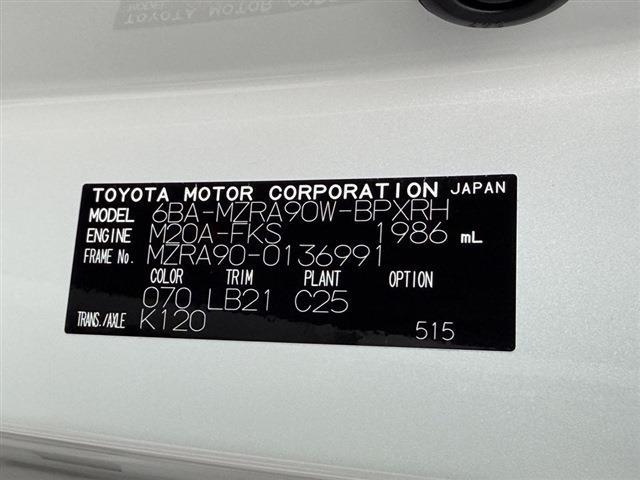 TOYOTA MOTOR CORPORATION JAPAN
MODEL 6BA-MZRA90W-BPXRH
ENGINE M20A-FKS 1986 mL
FRAME No. MZRA90-0136991
COLOR TRIM PLANT OPTION
070 LB21 C25
TRANS./AXLE K120
515